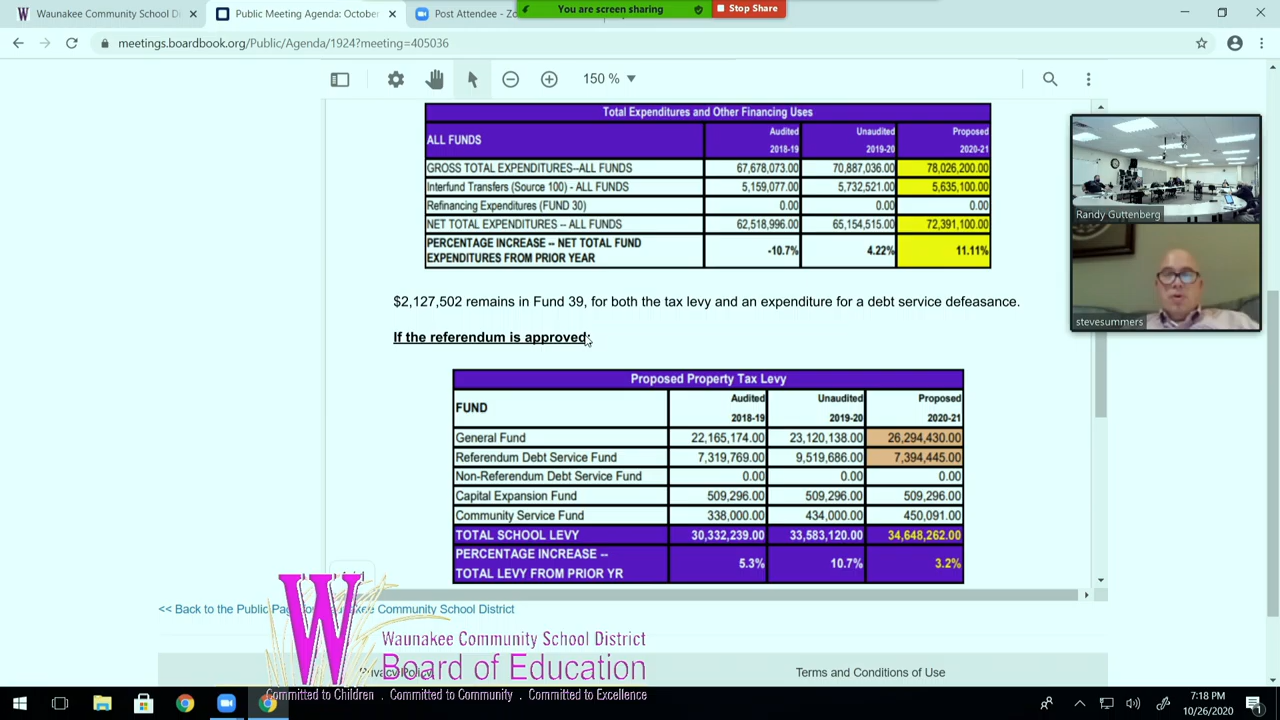 Waunakee Community School Di
Public Meeting Agenda: October
Post Attendee - Zo
You are screen sharing
Stop Share
meetings.boardbook.org/Public/Agenda/1924?meeting=405036
150 %
Total Expenditures and Other Financing Uses
ALL FUNDS Audited 2018-19 Unaudited 2019-20 Proposed 2020-21
GROSS TOTAL EXPENDITURES--ALL FUNDS 67,678,073.00 70,887,036.00 78,026,200.00
Interfund Transfers (Source 100) - ALL FUNDS 5,159,077.00 5,732,521.00 5,635,100.00
Refinancing Expenditures (FUND 30) 0.00 0.00 0.00
NET TOTAL EXPENDITURES -- ALL FUNDS 62,518,996.00 65,154,515.00 72,391,100.00
PERCENTAGE INCREASE -- NET TOTAL FUND
EXPENDITURES FROM PRIOR YEAR -10.7% 4.22% 11.11%
Randy Guttenberg
stevesummers
$2,127,502 remains in Fund 39, for both the tax levy and an expenditure for a debt service defeasance.
If the referendum is approved:
Proposed Property Tax Levy
FUND Audited 2018-19 Unaudited 2019-20 Proposed 2020-21
General Fund 22,165,174.00 23,120,138.00 26,294,430.00
Referendum Debt Service Fund 7,319,769.00 9,519,686.00 7,394,445.00
Non-Referendum Debt Service Fund 0.00 0.00 0.00
Capital Expansion Fund 509,296.00 509,296.00 509,296.00
Community Service Fund 338,000.00 434,000.00 450,091.00
TOTAL SCHOOL LEVY 30,332,239.00 33,583,120.00 34,648,262.00
PERCENTAGE INCREASE --
TOTAL LEVY FROM PRIOR YR 5.3% 10.7% 3.2%
<< Back to the Public Pag Community School District
W
Waunakee Community School District
Board of Education
Committed to Children . Committed to Community . Committed to Excellence
Terms and Conditions of Use
7:18 PM
10/26/2020
1